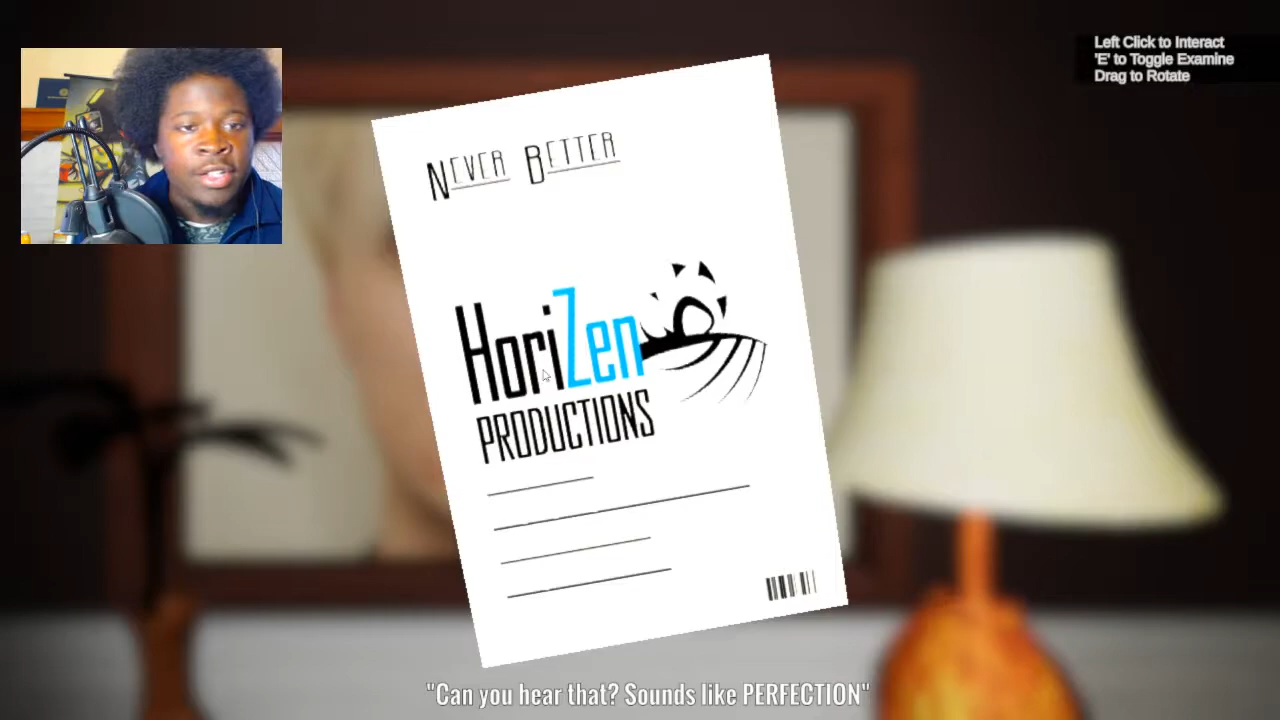 Left Click to Interact
'E' to Toggle Examine
Drag to Rotate
NEVER BETTER
HoriZen
PRODUCTIONS
"Can you hear that? Sounds like PERFECTION"